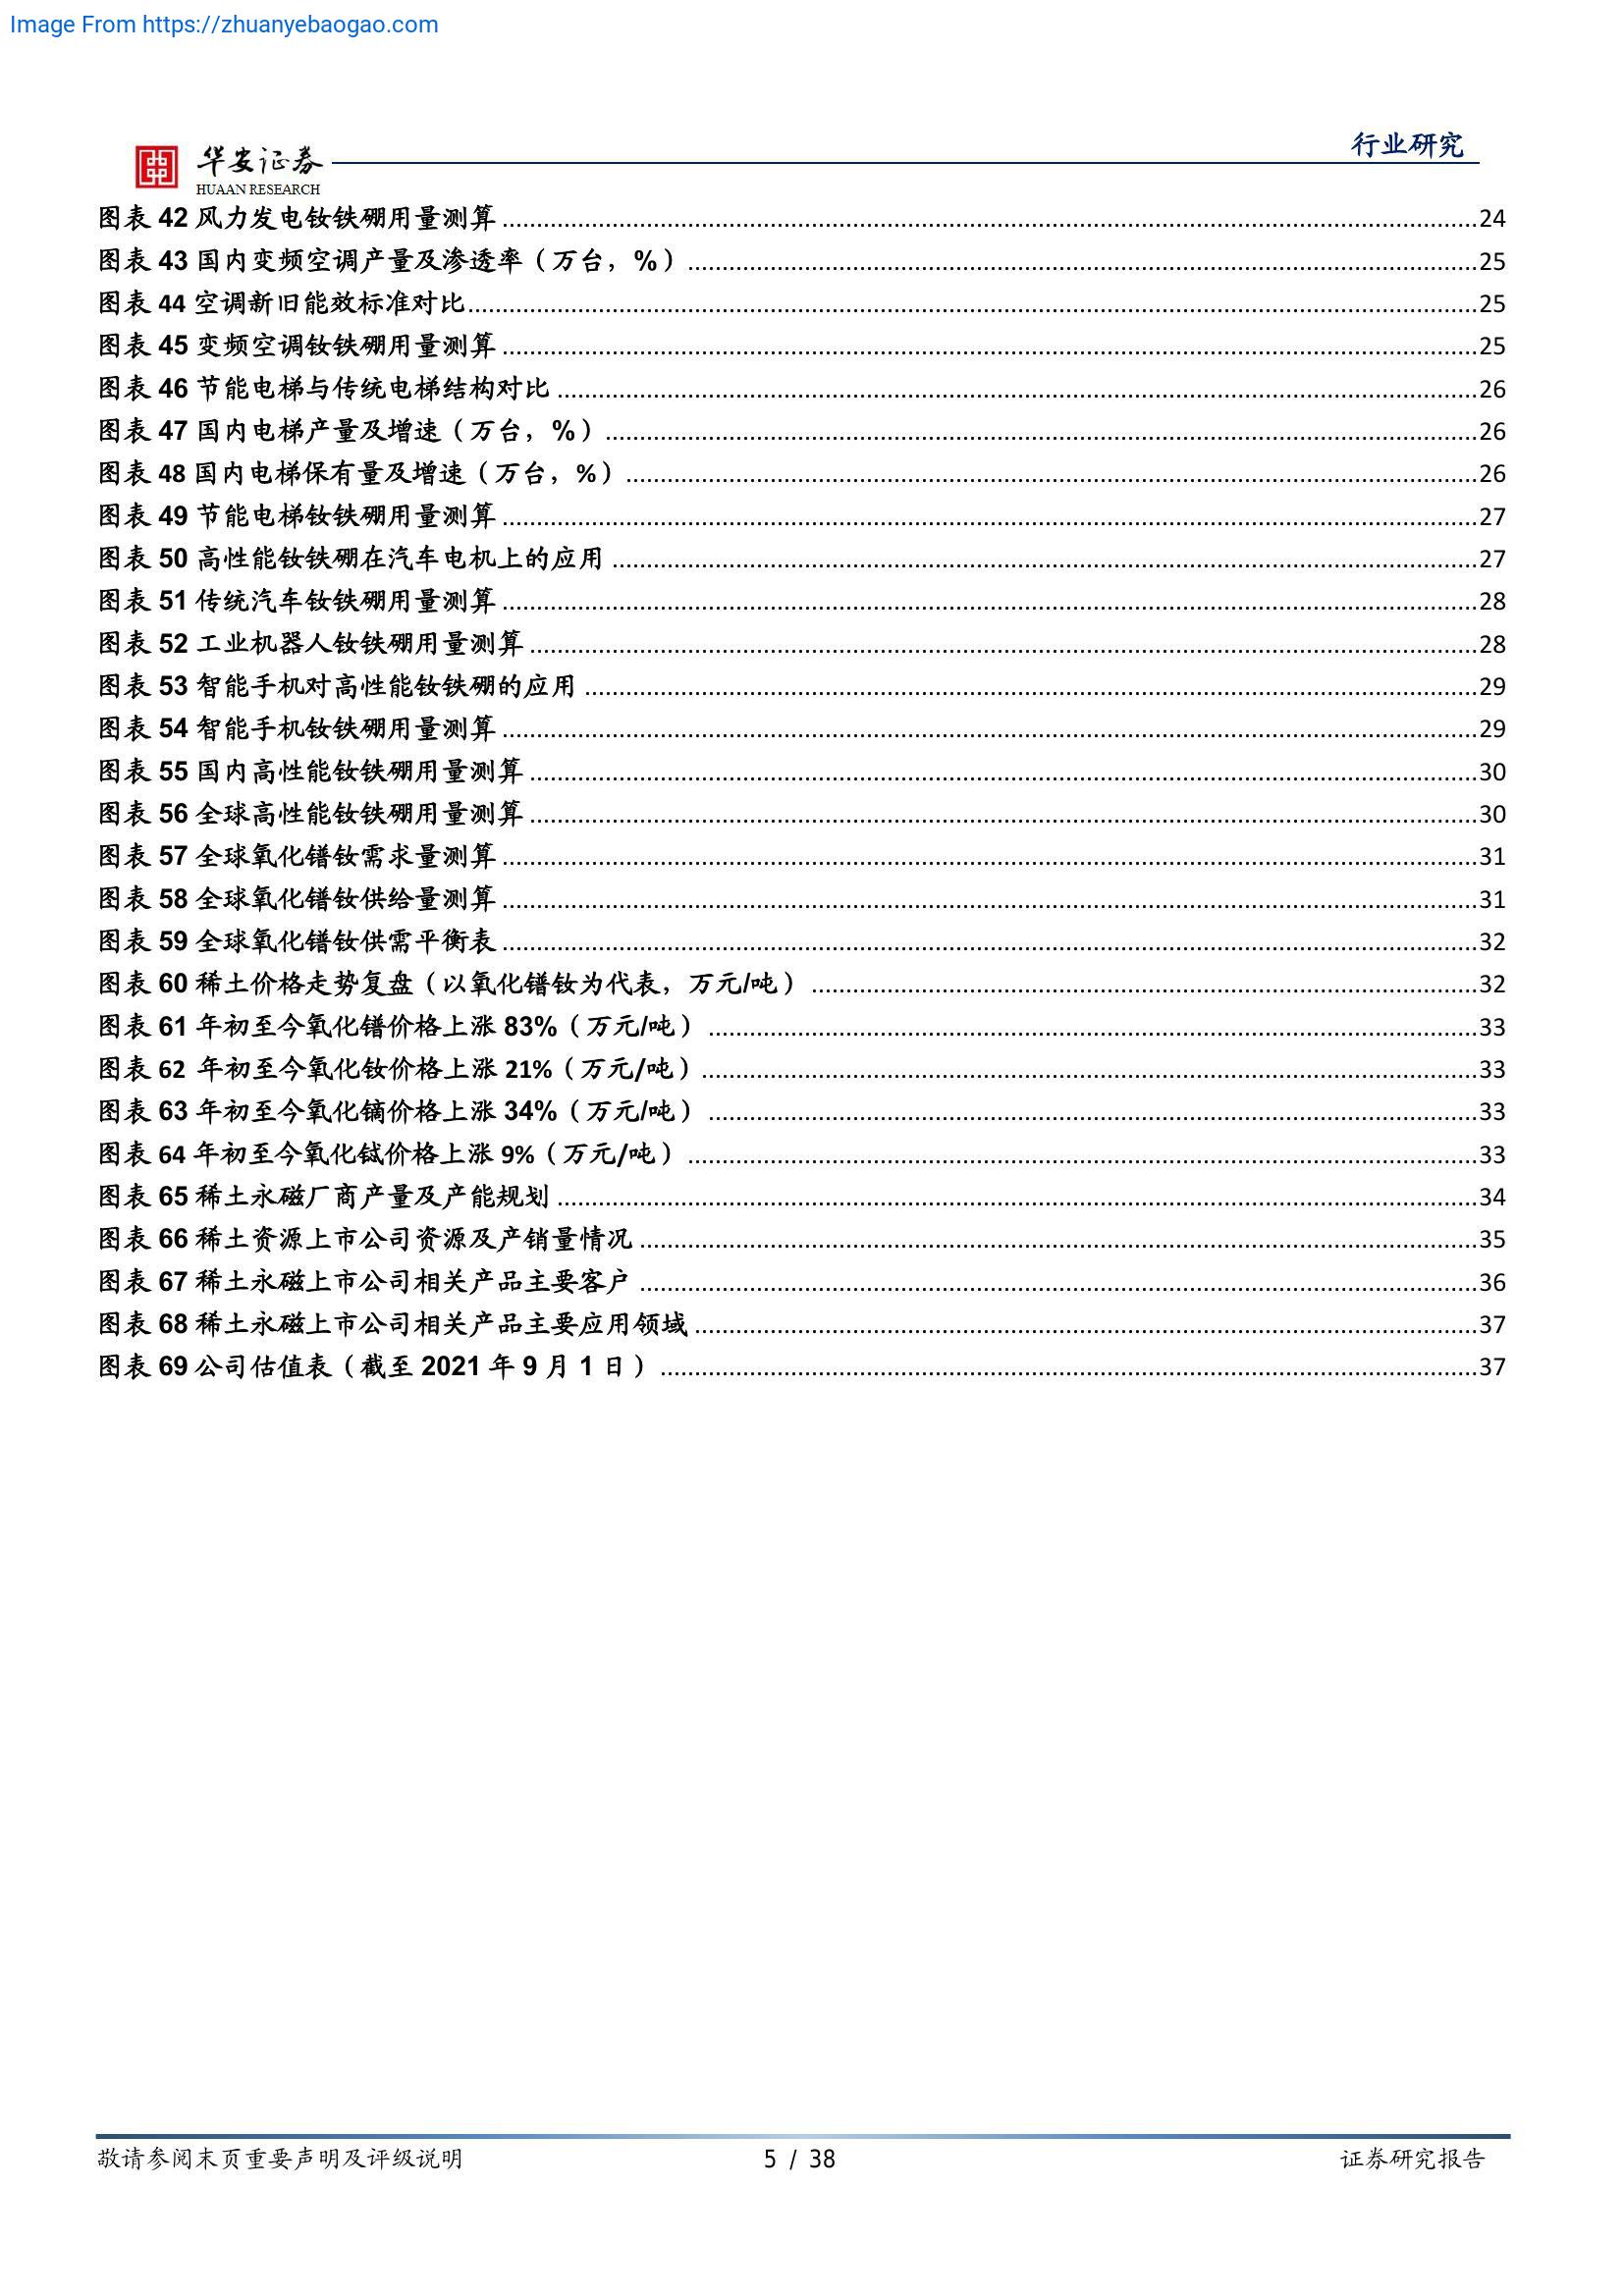 Image From https://zhuanyebaogao.com
行业研究
华安证券
HUAAN RESEARCH
图表 42 风力发电钕铁硼用量测算 24
图表 43 国内变频空调产量及渗透率（万台，%） 25
图表 44 空调新旧能效标准对比 25
图表 45 变频空调钕铁硼用量测算 25
图表 46 节能电梯与传统电梯结构对比 26
图表 47 国内电梯产量及增速（万台，%） 26
图表 48 国内电梯保有量及增速（万台，%） 26
图表 49 节能电梯钕铁硼用量测算 27
图表 50 高性能钕铁硼在汽车电机上的应用 27
图表 51 传统汽车钕铁硼用量测算 28
图表 52 工业机器人钕铁硼用量测算 28
图表 53 智能手机对高性能钕铁硼的应用 29
图表 54 智能手机钕铁硼用量测算 29
图表 55 国内高性能钕铁硼用量测算 30
图表 56 全球高性能钕铁硼用量测算 30
图表 57 全球氧化镨钕需求量测算 31
图表 58 全球氧化镨钕供给量测算 31
图表 59 全球氧化镨钕供需平衡表 32
图表 60 稀土价格走势复盘（以氧化镨钕为代表，万元/吨） 32
图表 61 年初至今氧化镨价格上涨 83%（万元/吨） 33
图表 62 年初至今氧化钕价格上涨 21%（万元/吨） 33
图表 63 年初至今氧化镝价格上涨 34%（万元/吨） 33
图表 64 年初至今氧化铽价格上涨 9%（万元/吨） 33
图表 65 稀土永磁厂商产量及产能规划 34
图表 66 稀土资源上市公司资源及产销量情况 35
图表 67 稀土永磁上市公司相关产品主要客户 36
图表 68 稀土永磁上市公司相关产品主要应用领域 37
图表 69 公司估值表（截至 2021 年 9 月 1 日） 37
敬请参阅末页重要声明及评级说明 5 / 38 证券研究报告